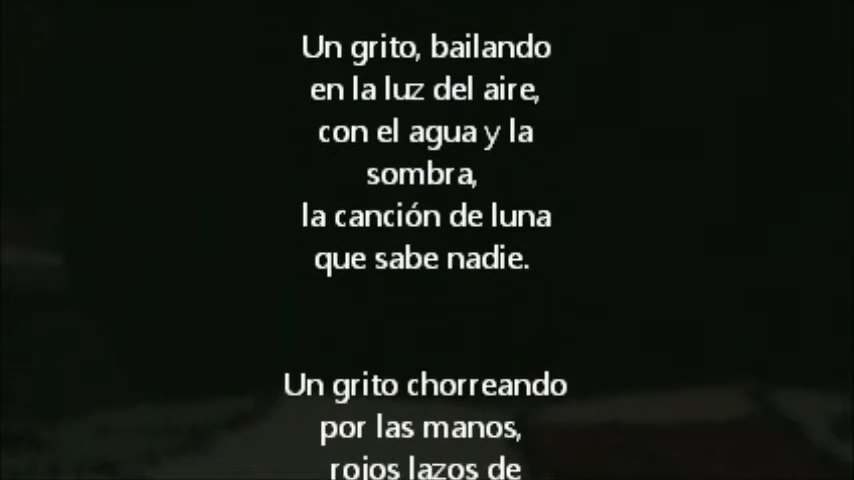 Un grito, bailando
en la luz del aire,
con el agua y la
sombra,
la canción de luna
que sabe nadie.
Un grito chorreando
por las manos,
rojos lazos de